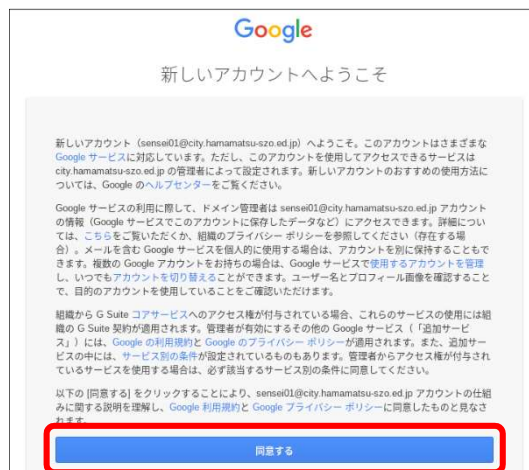 Google
新しいアカウントへようこそ
新しいアカウント（sensei01@city.hamamatsu-szo.ed.jp）へようこそ。このアカウントはさまざまな
Google サービスに対応しています。ただし、このアカウントを使用してアクセスできるサービスは
city.hamamatsu-szo.ed.jp の管理者によって設定されます。新しいアカウントのおすすめの使用方法に
ついては、Google のヘルプセンターをご覧ください。
Google サービスの利用に際して、ドメイン管理者は sensei01@city.hamamatsu-szo.ed.jp アカウント
の情報（Google サービスでこのアカウントに保存したデータなど）にアクセスできます。詳細につい
ては、こちらをご覧いただくか、組織のプライバシー ポリシーを参照してください（存在する場
合）。メールを含む Google サービスを個人的に使用する場合は、アカウントを別に保持することもで
きます。複数の Google アカウントをお持ちの場合は、Google サービスで使用するアカウントを管理
し、いつでもアカウントを切り替えることができます。ユーザー名とプロフィール画像を確認すること
で、目的のアカウントを使用していることをご確認いただけます。
組織から G Suite コアサービスへのアクセス権が付与されている場合、これらのサービスの使用には組
織の G Suite 契約が適用されます。管理者が有効にするその他の Google サービス（「追加サービ
ス」）には、Google の利用規約と Google のプライバシー ポリシーが適用されます。また、追加サー
ビスの中には、サービス別の条件が設定されているものもあります。管理者からアクセス権が付与され
ているサービスを使用する場合は、必ず該当するサービス別の条件に同意してください。
以下の [同意する] をクリックすることにより、sensei01@city.hamamatsu-szo.ed.jp アカウントの仕組
みに関する説明を理解し、Google 利用規約と Google プライバシー ポリシーに同意したものと見なさ
れます。
同意する